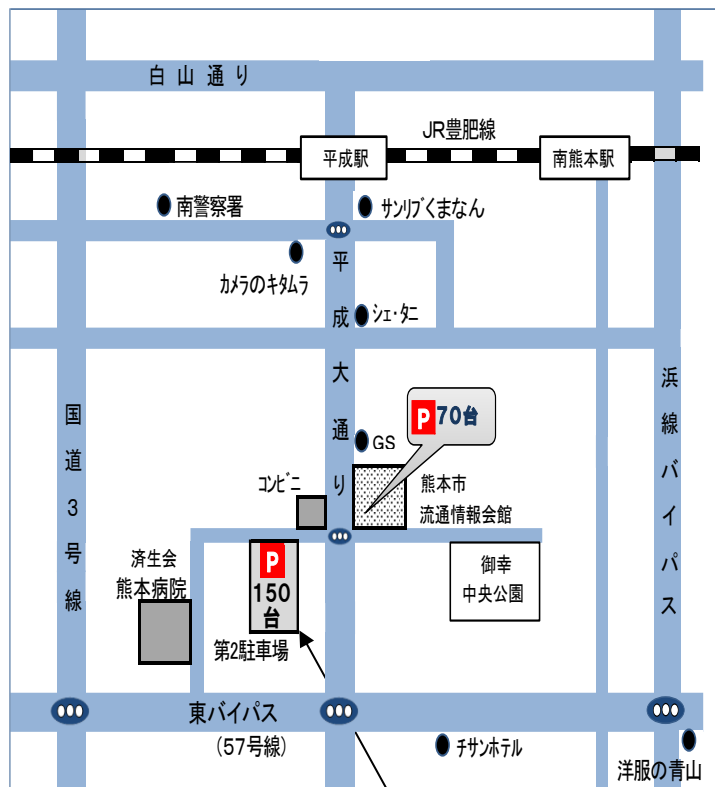 白山通り
JR豊肥線
平成駅
南熊本駅
南警察署
サンリブくまなん
カメラのキタムラ
平成大通り
シェ・タニ
国道3号線
浜線バイパス
P 70台
GS
コンビニ
熊本市
流通情報会館
済生会
熊本病院
P
150
台
第2駐車場
御幸
中央公園
東バイパス
(57号線)
チサンホテル
洋服の青山